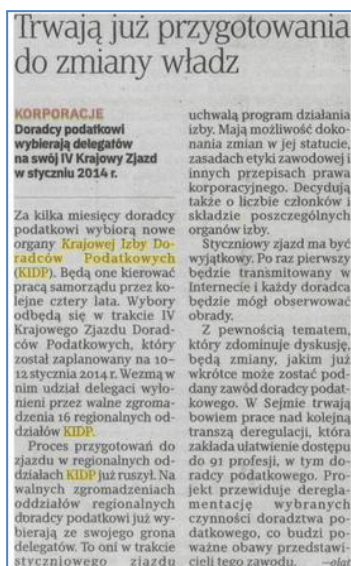 Trwają już przygotowania
do zmiany władz
KORPORACJE
Doradcy podatkowi
wybierają delegatów
na swój IV Krajowy Zjazd
w styczniu 2014 r.
Za kilka miesięcy doradcy
podatkowi wybiorą nowe
organy Krajowej Izby Do-
radców Podatkowych
(KIDP). Będą one kierować
pracą samorządu przez ko-
lejne cztery lata. Wybory
odbędą się w trakcie IV
Krajowego Zjazdu Dorad-
ców Podatkowych, który
został zaplanowany na 10–
12 stycznia 2014 r. Wezmą w
nim udział delegaci wyło-
nieni przez walne zgroma-
dzenia 16 regionalnych od-
działów KIDP.
Proces przygotowań do
zjazdu w regionalnych od-
działach KIDP już ruszył. Na
walnych zgromadzeniach
oddziałów regionalnych
doradcy podatkowi już wy-
bierają ze swojego grona
delegatów. To oni w trakcie
styczniowego zjazdu
uchwalą program działania
izby. Mają możliwość doko-
nania zmian w jej statucie,
zasadach etyki zawodowej i
innych przepisach prawa
korporacyjnego. Decydują
także o liczbie członków i
składzie poszczególnych
organów izby.
Styczniowy zjazd ma być
wyjątkowy. Po raz pierwszy
będzie transmitowany w
Internecie i każdy doradca
będzie mógł obserwować
obrady.
Z pewnością tematem,
który zdominuje dyskusję,
będą zmiany, jakim już
wkrótce może zostać pod-
dany zawód doradcy podat-
kowego. W Sejmie trwają
bowiem prace nad kolejną
transzą deregulacji, która
zakłada ułatwienie dostępu
do 91 profesji, w tym do-
radcy podatkowego. Pro-
jekt przewiduje deregla-
mentację wybranych
czynności doradztwa po-
datkowego, co budzi po-
ważne obawy przedstawi-
cieli tego zawodu. —olat